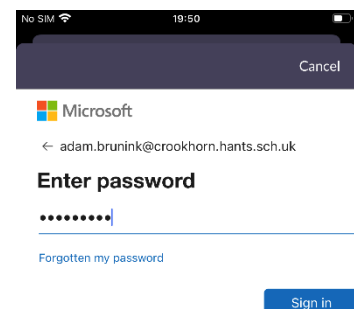 No SIM 19:50
Cancel
Microsoft
← adam.brunink@crookhorn.hants.sch.uk
Enter password
•••••••••
Forgotten my password
Sign in